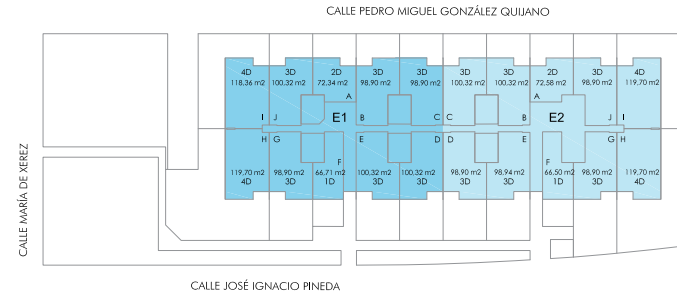 CALLE PEDRO MIGUEL GONZÁLEZ QUIJANO
4D 3D 2D 3D 3D 3D 3D 2D 3D 4D
118,36 m2 100,32 m2 72,34 m2 98,90 m2 98,90 m2 100,32 m2 100,32 m2 72,58 m2 98,90 m2 119,70 m2
A A
I J E1 B C C B E2 J I
H G E D D E G H
F F
119,70 m2 98,90 m2 66,71 m2 100,32 m2 100,32 m2 98,90 m2 98,94 m2 66,50 m2 98,90 m2 119,70 m2
4D 3D 1D 3D 3D 3D 3D 1D 3D 4D
CALLE MARÍA DE XEREZ
CALLE JOSÉ IGNACIO PINEDA